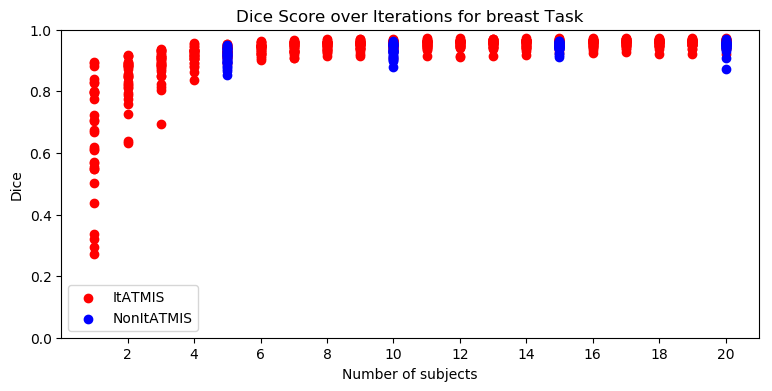 Dice Score over Iterations for breast Task
1.0
0.8
0.6
0.4
0.2
0.0
Dice
ItATMIS
NonItATMIS
2 4 6 8 10 12 14 16 18 20
Number of subjects